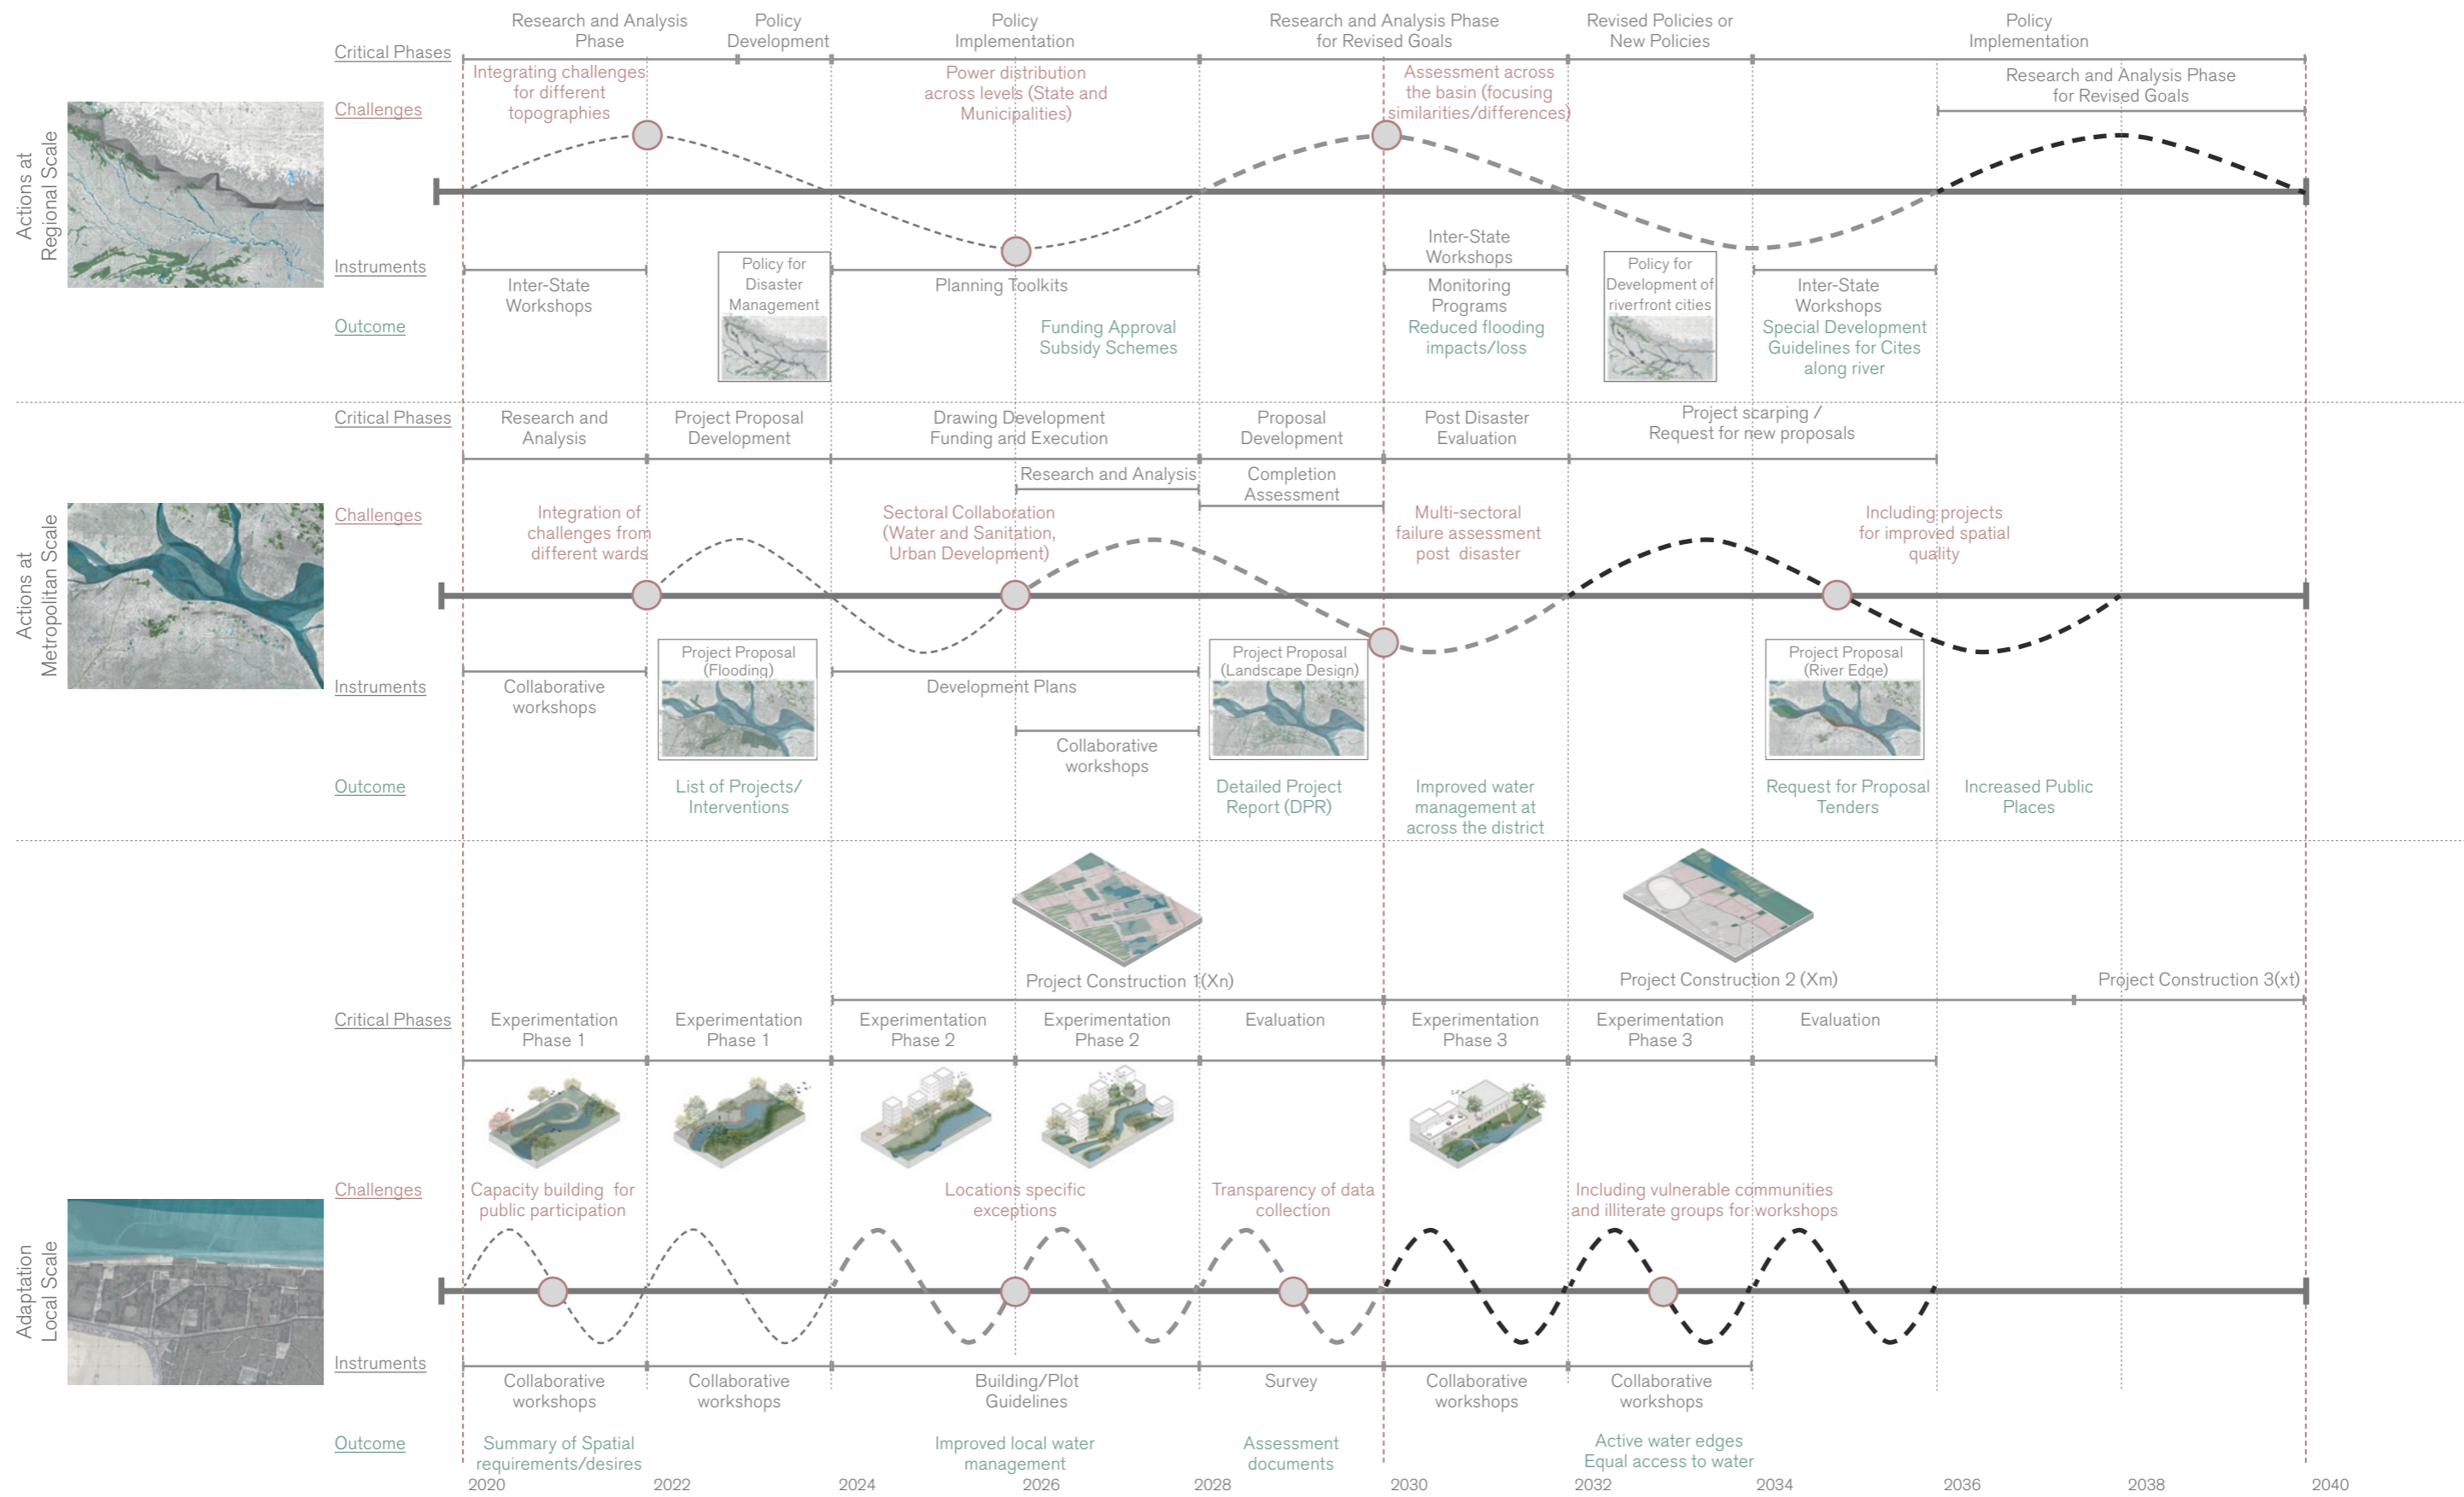 Research and Analysis
Phase
Policy
Development
Policy
Implementation
Research and Analysis Phase
for Revised Goals
Revised Policies or
New Policies
Policy
Implementation
Critical Phases
Research and Analysis Phase
for Revised Goals
Actions at
Regional Scale
Challenges
Integrating challenges
for different
topographies
Power distribution
across levels (State and
Municipalities)
Assessment across
the basin (focusing
similarities/differences)
Instruments
Inter-State
Workshops
Policy for
Disaster
Management
Planning Toolkits
Inter-State
Workshops
Monitoring
Programs
Policy for
Development of
riverfront cities
Inter-State
Workshops
Outcome
Funding Approval
Subsidy Schemes
Reduced flooding
impacts/loss
Special Development
Guidelines for Cites
along river
Critical Phases
Research and
Analysis
Project Proposal
Development
Drawing Development
Funding and Execution
Proposal
Development
Post Disaster
Evaluation
Project scarping /
Request for new proposals
Research and Analysis
Completion
Assessment
Actions at
Metropolitan Scale
Challenges
Integration of
challenges from
different wards
Sectoral Collaboration
(Water and Sanitation,
Urban Development)
Multi-sectoral
failure assessment
post  disaster
Including projects
for improved spatial
quality
Instruments
Collaborative
workshops
Project Proposal
(Flooding)
Development Plans
Collaborative
workshops
Project Proposal
(Landscape Design)
Project Proposal
(River Edge)
Outcome
List of Projects/
Interventions
Detailed Project
Report (DPR)
Improved water
management at
across the district
Request for Proposal
Tenders
Increased Public
Places
Project Construction 1(Xn)
Project Construction 2 (Xm)
Project Construction 3(xt)
Critical Phases
Experimentation
Phase 1
Experimentation
Phase 1
Experimentation
Phase 2
Experimentation
Phase 2
Evaluation
Experimentation
Phase 3
Experimentation
Phase 3
Evaluation
Adaptation
Local Scale
Challenges
Capacity building  for
public participation
Locations specific
exceptions
Transparency of data
collection
Including vulnerable communities
and illiterate groups for workshops
Instruments
Collaborative
workshops
Collaborative
workshops
Building/Plot
Guidelines
Survey
Collaborative
workshops
Collaborative
workshops
Outcome
Summary of Spatial
requirements/desires
Improved local water
management
Assessment
documents
Active water edges
Equal access to water
2020 2022 2024 2026 2028 2030 2032 2034 2036 2038 2040